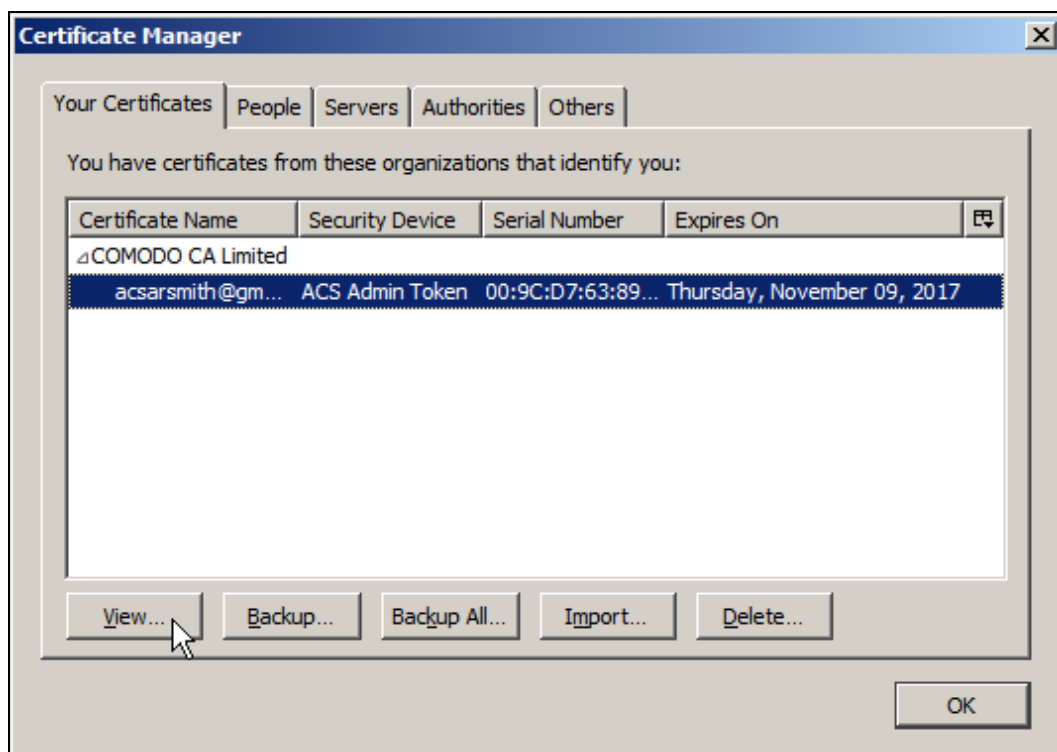 Certificate Manager
Your Certificates People Servers Authorities Others
You have certificates from these organizations that identify you:
Certificate Name Security Device Serial Number Expires On
COMODO CA Limited
acsarsmith@gm... ACS Admin Token 00:9C:D7:63:89... Thursday, November 09, 2017
View... Backup... Backup All... Import... Delete...
OK